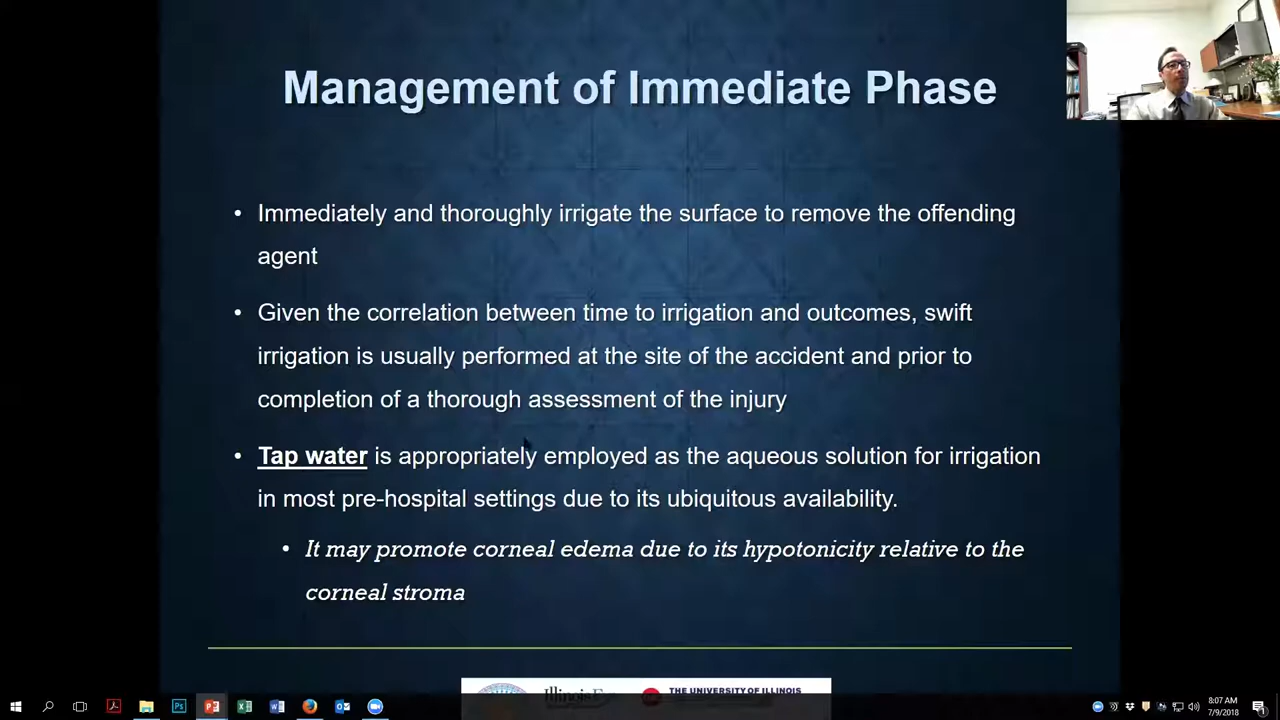 Management of Immediate Phase
• Immediately and thoroughly irrigate the surface to remove the offending
agent
• Given the correlation between time to irrigation and outcomes, swift
irrigation is usually performed at the site of the accident and prior to
completion of a thorough assessment of the injury
• Tap water is appropriately employed as the aqueous solution for irrigation
in most pre-hospital settings due to its ubiquitous availability.
• It may promote corneal edema due to its hypotonicity relative to the
corneal stroma
THE UNIVERSITY OF ILLINOIS
8:07 AM
7/9/2018